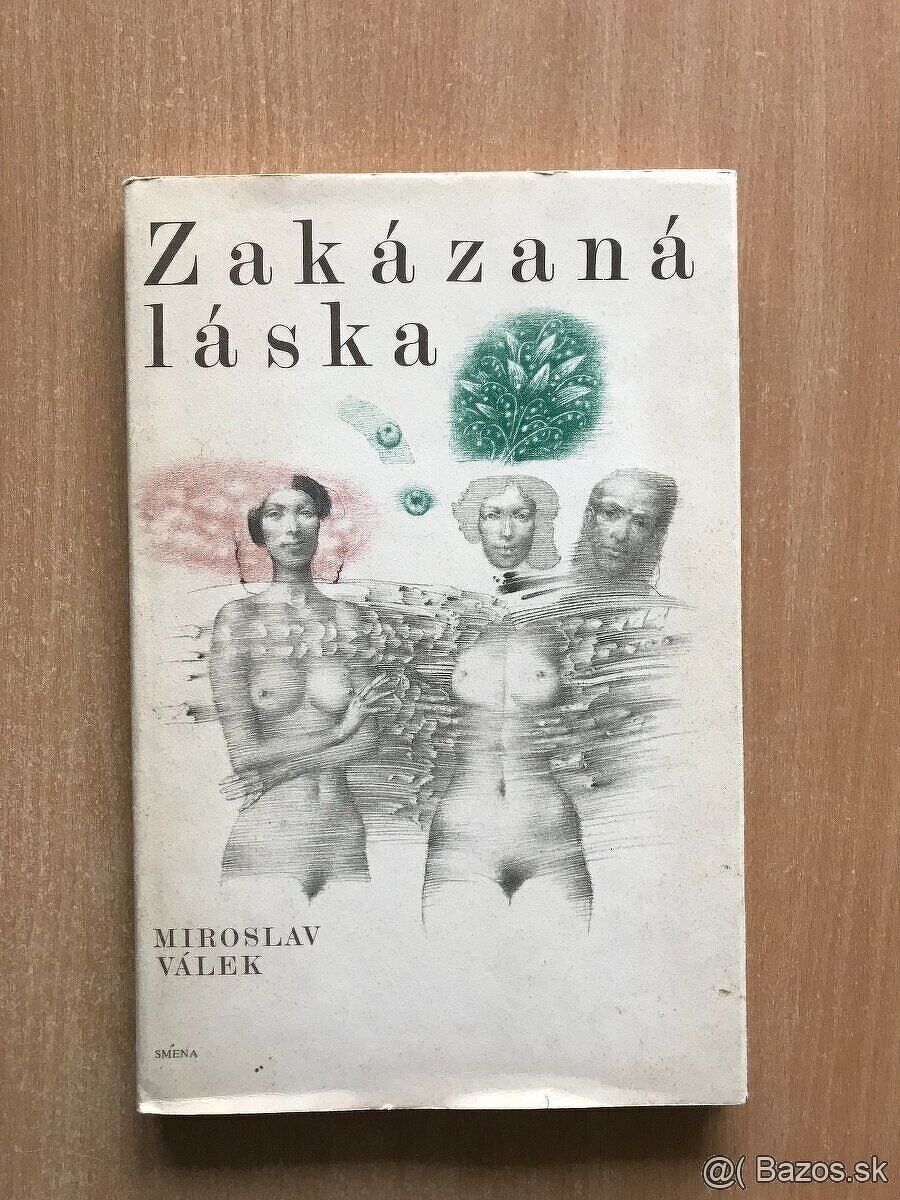 Zakázaná
láska
MIROSLAV
VÁLEK
SMENA
@( Bazos.sk